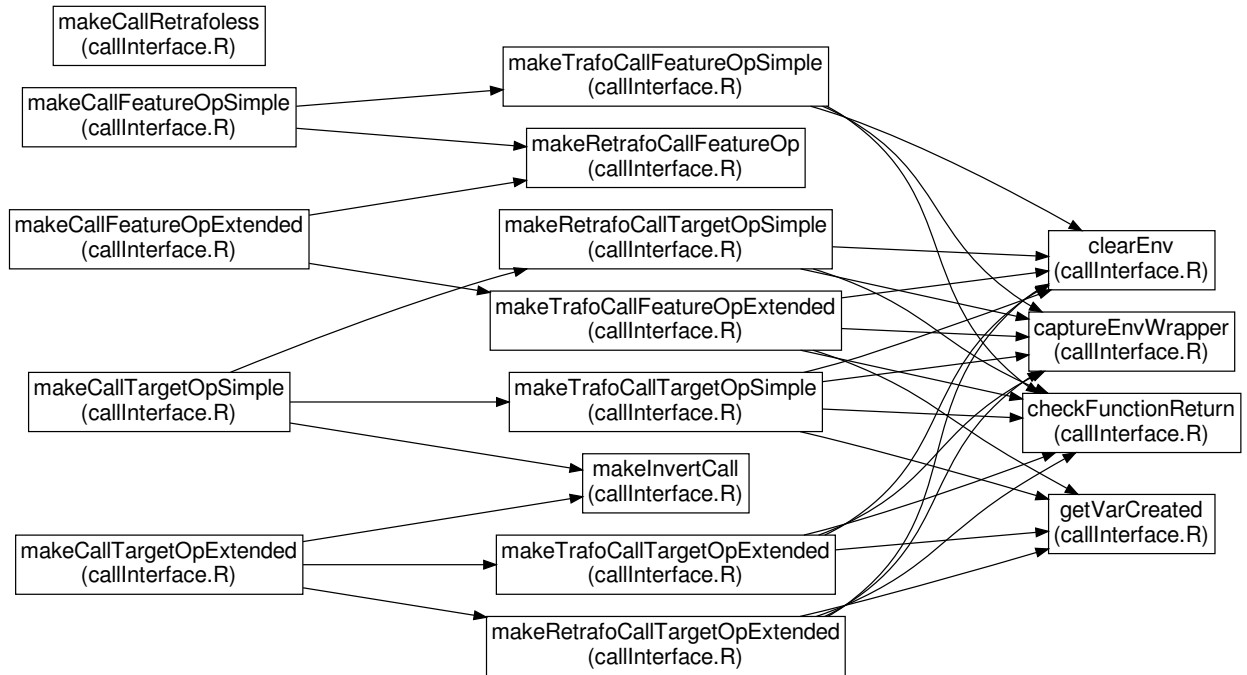 makeCallRetrafoless
(callInterface.R)
makeCallFeatureOpSimple
(callInterface.R)
makeCallFeatureOpExtended
(callInterface.R)
makeCallTargetOpSimple
(callInterface.R)
makeCallTargetOpExtended
(callInterface.R)
makeTrafoCallFeatureOpSimple
(callInterface.R)
makeRetrafoCallFeatureOp
(callInterface.R)
makeRetrafoCallTargetOpSimple
(callInterface.R)
makeTrafoCallFeatureOpExtended
(callInterface.R)
makeTrafoCallTargetOpSimple
(callInterface.R)
makeInvertCall
(callInterface.R)
makeTrafoCallTargetOpExtended
(callInterface.R)
makeRetrafoCallTargetOpExtended
(callInterface.R)
clearEnv
(callInterface.R)
captureEnvWrapper
(callInterface.R)
checkFunctionReturn
(callInterface.R)
getVarCreated
(callInterface.R)